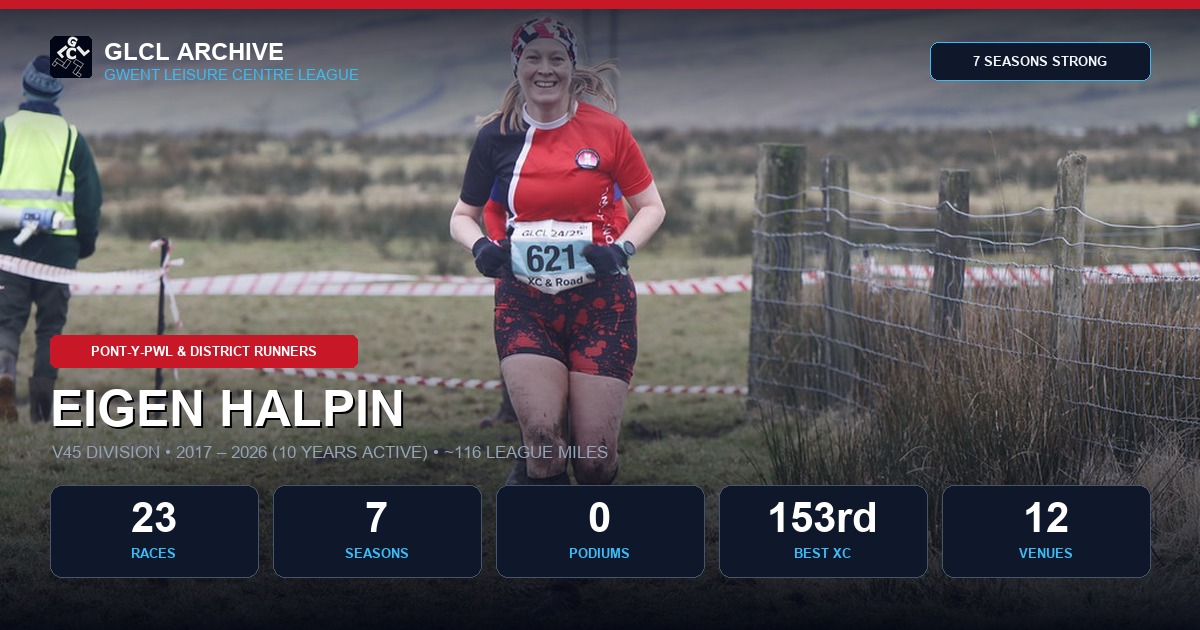 GLCL ARCHIVE
GWENT LEISURE CENTRE LEAGUE
7 SEASONS STRONG
GLCL 24/25
621
XC & Road
PONT-Y-PWL & DISTRICT RUNNERS
EIGEN HALPIN
V45 DIVISION • 2017 – 2026 (10 YEARS ACTIVE) • ~116 LEAGUE MILES
23
RACES
7
SEASONS
0
PODIUMS
153rd
BEST XC
12
VENUES